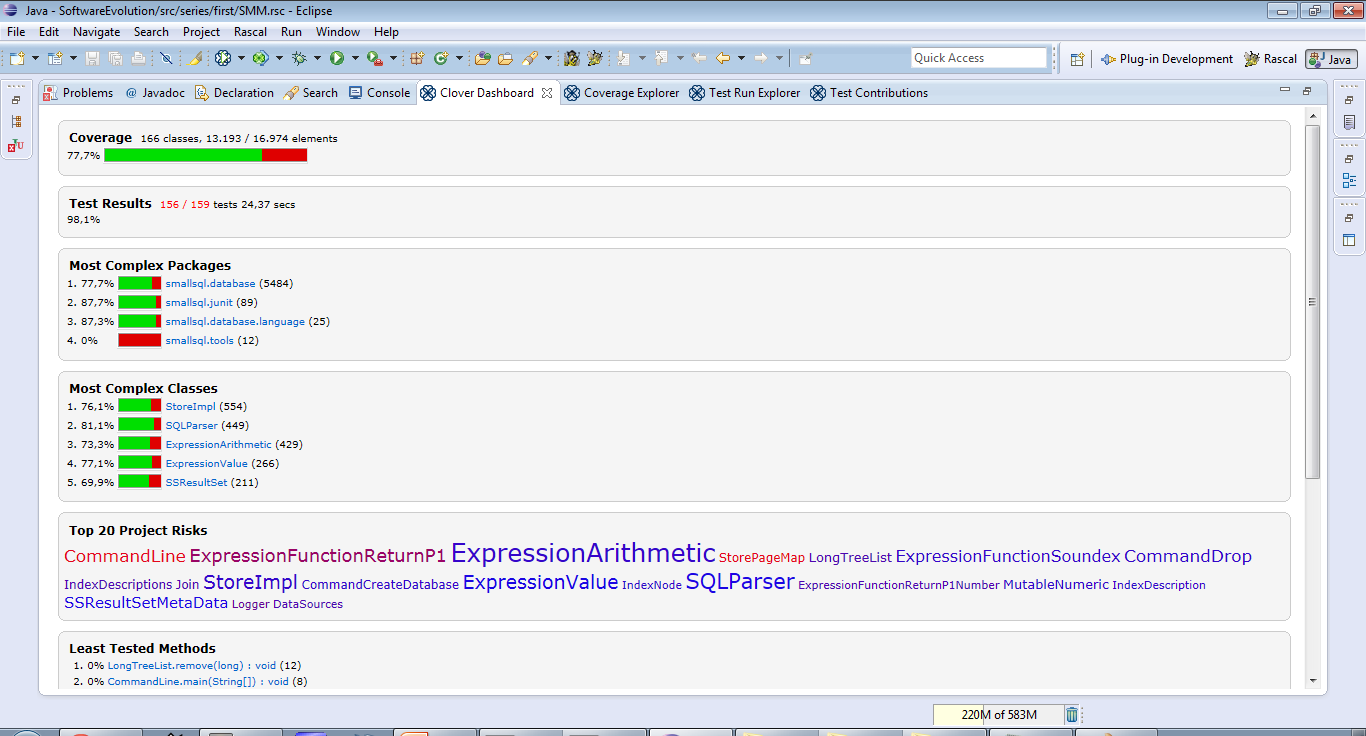 Java - SoftwareEvolution/src/series/first/SMM.rsc - Eclipse
File Edit Navigate Search Project Rascal Run Window Help
Quick Access Plug-in Development Rascal Java
Problems @ Javadoc Declaration Search Console Clover Dashboard Coverage Explorer Test Run Explorer Test Contributions
Coverage 166 classes, 13.193 / 16.974 elements
77,7%
Test Results 156 / 159 tests 24,37 secs
98,1%
Most Complex Packages
1. 77,7% smallsql.database (5484)
2. 87,7% smallsql.junit (89)
3. 87,3% smallsql.database.language (25)
4. 0% smallsql.tools (12)
Most Complex Classes
1. 76,1% StoreImpl (554)
2. 81,1% SQLParser (449)
3. 73,3% ExpressionArithmetic (429)
4. 77,1% ExpressionValue (266)
5. 69,9% SSResultSet (211)
Top 20 Project Risks
CommandLine ExpressionFunctionReturnP1 ExpressionArithmetic StorePageMap LongTreeList ExpressionFunctionSoundex CommandDrop
IndexDescriptions Join StoreImpl CommandCreateDatabase ExpressionValue IndexNode SQLParser ExpressionFunctionReturnP1Number MutableNumeric IndexDescription
SSResultSetMetaData Logger DataSources
Least Tested Methods
1. 0% LongTreeList.remove(long) : void (12)
2. 0% CommandLine.main(String[]) : void (8)
220M of 583M